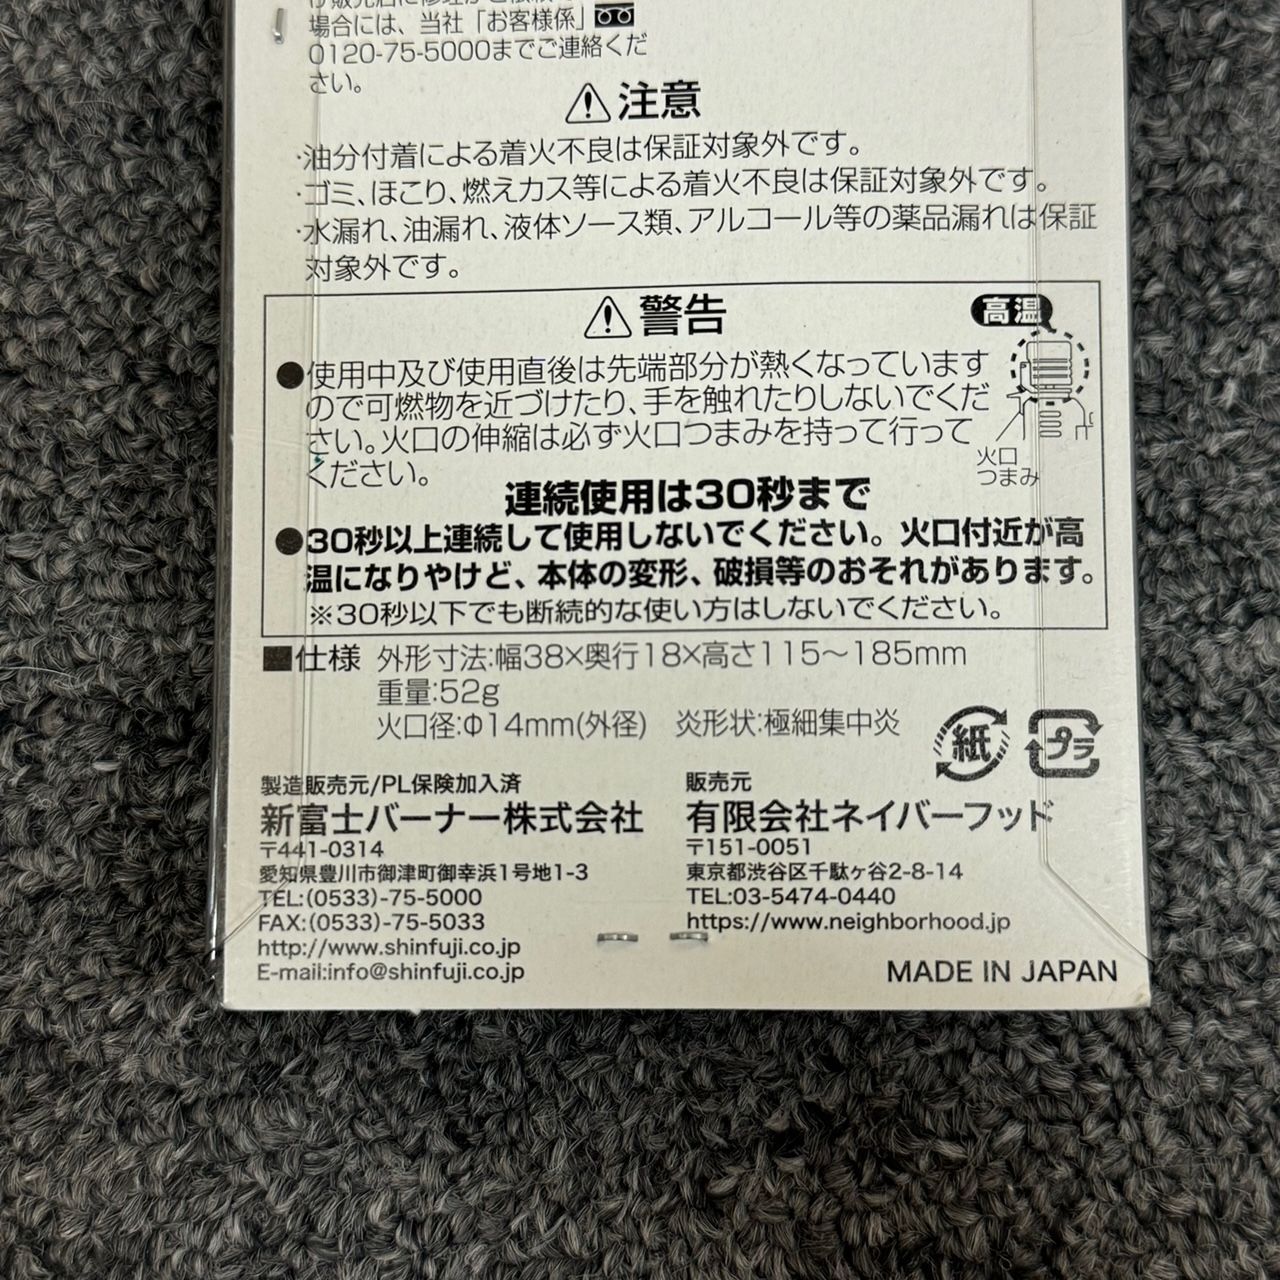 場合には、当社「お客様係」
0120-75-5000までご連絡くだ
さい。
注意
･油分付着による着火不良は保証対象外です。
･ゴミ、ほこり、燃えカス等による着火不良は保証対象外です。
･水漏れ、油漏れ、液体ソース類、アルコール等の薬品漏れは保証
対象外です。
警告
高温
●使用中及び使用直後は先端部分が熱くなっています
ので可燃物を近づけたり、手を触れたりしないでくだ
さい。火口の伸縮は必ず火口つまみを持って行って
ください。
火口
つまみ
連続使用は30秒まで
●30秒以上連続して使用しないでください。火口付近が高
温になりやけど、本体の変形、破損等のおそれがあります。
※30秒以下でも断続的な使い方はしないでください。
■仕様 外形寸法:幅38×奥行18×高さ115～185mm
重量:52g
火口径:Φ14mm(外径) 炎形状:極細集中炎
紙
プラ
製造販売元/PL保険加入済
新富士バーナー株式会社
〒441-0314
愛知県豊川市御津町御幸浜1号地1-3
TEL:(0533)-75-5000
FAX:(0533)-75-5033
http://www.shinfuji.co.jp
E-mail:info@shinfuji.co.jp
販売元
有限会社ネイバーフッド
〒151-0051
東京都渋谷区千駄ヶ谷2-8-14
TEL:03-5474-0440
https://www.neighborhood.jp
MADE IN JAPAN